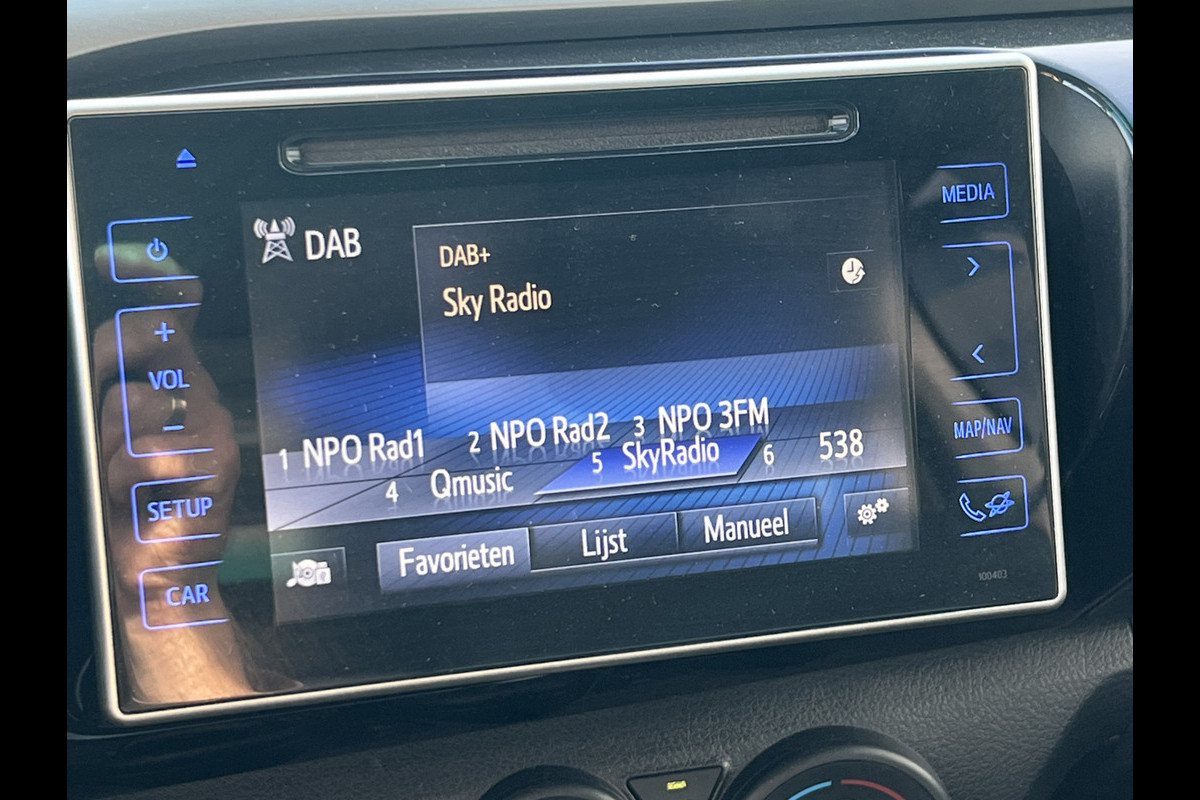 DAB
DAB+
Sky Radio
1 NPO Rad1
2 NPO Rad2
3 NPO 3FM
4 Qmusic
5 SkyRadio
6 538
Favorieten
Lijst
Manueel
+
VOL
-
SETUP
CAR
MEDIA
>
<
MAP/NAV
100403